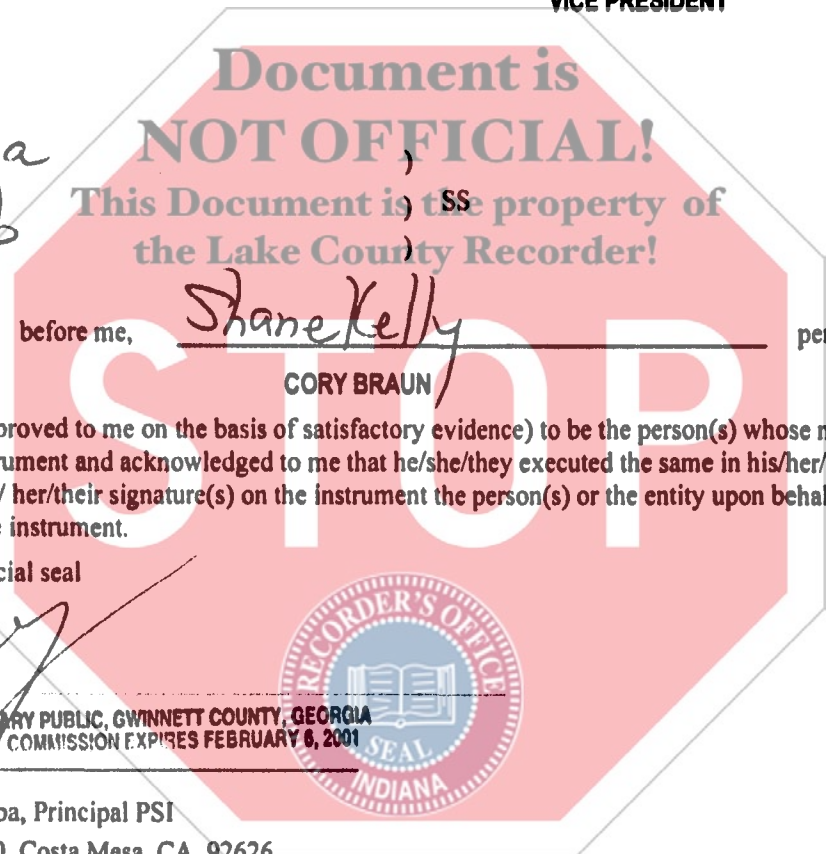 VICE PRESIDENT
Document is
NOT OFFICIAL!
This Document is the property of
the Lake County Recorder!
a
)
) SS
)
before me, Shane Kelly per
CORY BRAUN
proved to me on the basis of satisfactory evidence) to be the person(s) whose n
rument and acknowledged to me that he/she/they executed the same in his/her/
/ her/their signature(s) on the instrument the person(s) or the entity upon behal
e instrument.
cial seal
STOP
RECORDER'S OFFICE
SEAL
INDIANA
ARY PUBLIC, GWINNETT COUNTY, GEORGIA
COMMISSION EXPIRES FEBRUARY 6, 2001
ba, Principal PSI
0, Costa Mesa, CA 92626